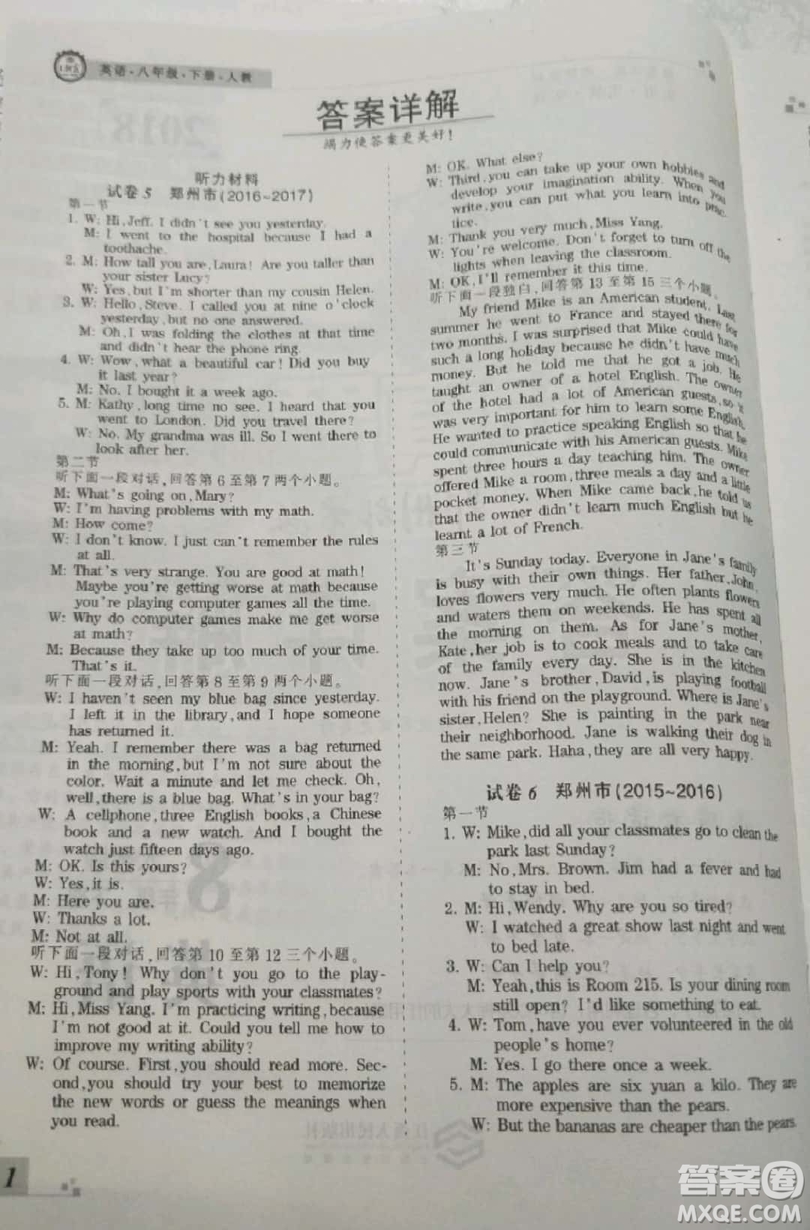 英语·八年级·下册·人教
答案详解
竭力使答案更美好!
听力材料
试卷5 郑州市(2016~2017)
第一节
1. W: Hi, Jeff. I didn't see you yesterday.
M: I went to the hospital because I had a
toothache.
2. M: How tall you are, Laura! Are you taller than
your sister Lucy?
W: Yes, but I'm shorter than my cousin Helen.
3. W: Hello, Steve. I called you at nine o'clock
yesterday, but no one answered.
M: Oh, I was folding the clothes at that time
and didn't hear the phone ring.
4. W: Wow, what a beautiful car! Did you buy
it last year?
M: No. I bought it a week ago.
5. M: Kathy, long time no see. I heard that you
went to London. Did you travel there?
W: No. My grandma was ill. So I went there to
look after her.
第二节
听下面一段对话,回答第6至第7两个小题。
M: What's going on, Mary?
W: I'm having problems with my math.
M: How come?
W: I don't know. I just can't remember the rules
at all.
M: That's very strange. You are good at math!
Maybe you're getting worse at math because
you're playing computer games all the time.
W: Why do computer games make me get worse
at math?
M: Because they take up too much of your time.
That's it.
听下面一段对话,回答第8至第9两个小题。
W: I haven't seen my blue bag since yesterday.
I left it in the library, and I hope someone
has returned it.
M: Yeah. I remember there was a bag returned
in the morning, but I'm not sure about the
color. Wait a minute and let me check. Oh,
well, there is a blue bag. What's in your bag?
W: A cellphone, three English books, a Chinese
book and a new watch. And I bought the
watch just fifteen days ago.
M: OK. Is this yours?
W: Yes, it is.
M: Here you are.
W: Thanks a lot.
M: Not at all.
听下面一段对话,回答第10至第12三个小题。
W: Hi, Tony! Why don't you go to the play-
ground and play sports with your classmates?
M: Hi, Miss Yang. I'm practicing writing, because
I'm not good at it. Could you tell me how to
improve my writing ability?
W: Of course. First, you should read more. Sec-
ond, you should try your best to memorize
the new words or guess the meanings when
you read.
M: OK. What else?
W: Third, you can take up your own hobbies and
develop your imagination ability. When
writing, you can put what you learn into prac-
tice.
M: Thank you very much, Miss Yang.
W: You're welcome. Don't forget to turn off the
lights when leaving the classroom.
M: OK, I'll remember it this time.
听下面一段独白,回答第13至第15三个小题。
My friend Mike is an American student. Last
summer he went to France and stayed there for
two months. I was surprised that Mike could have
such a long holiday because he didn't have much
money. But he told me that he got a job. He
taught an owner of a hotel English. The owner
of the hotel had a lot of American guests, so it
was very important for him to learn some English.
He wanted to practice speaking English so he
could communicate with his American guests. Mike
spent three hours a day teaching him. The owner
offered Mike a room, three meals a day and a little
pocket money. When Mike came back, he told us
that the owner didn't learn much English but he
learnt a lot of French.
第三节
It's Sunday today. Everyone in Jane's family
is busy with their own things. Her father, John,
loves flowers very much. He often plants flowers
and waters them on weekends. He has spent all
the morning on them. As for Jane's mother,
Kate, her job is to cook meals and to take care
of the living room. She is in the kitchen
now. Jane's brother, David, is playing football
with his friend on the playground. Where is Jane's
sister, Helen? She is painting in the park near
their neighborhood. Jane is walking their dog in
the same park. Haha, they are all very happy.
试卷6 郑州市(2015~2016)
第一节
1. W: Mike, did all your classmates go to clean the
park last Sunday?
M: No, Mrs. Brown. Jim had a fever and had
to stay in bed.
2. M: Hi, Wendy. Why are you so tired?
W: I watched a great show last night and went
to bed late.
3. W: Can I help you?
M: Yeah, this is Room 215. Is your dining room
still open? I'd like something to eat.
4. W: Tom, have you ever volunteered in the old
people's home?
M: Yes. I go there once a week.
5. M: The apples are six yuan a kilo. They are
more expensive than the pears.
W: But the bananas are cheaper than the pears.
1
答案圈
MXQE.COM